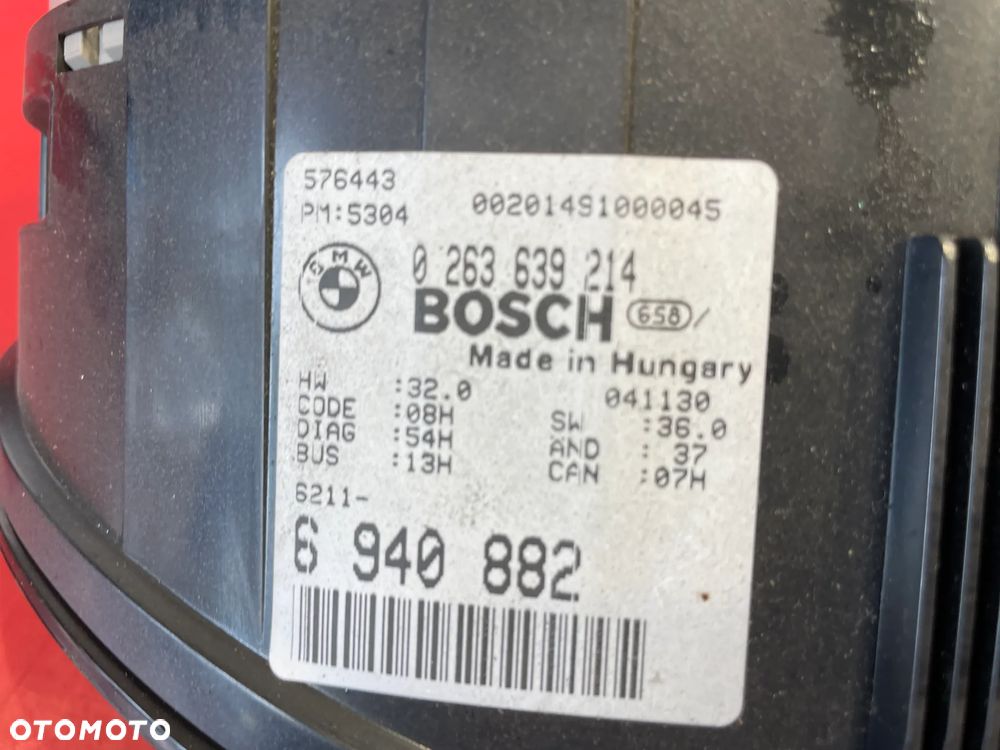 576443
PM:5304 00201491000045
BMW
0 263 639 214
BOSCH 658/
Made in Hungary
041130
HW :32.0
CODE :08H
DIAG :54H
BUS :13H
SW :36.0
AND : 37
CAN :07H
6211-
6 940 882
OTOMOTO